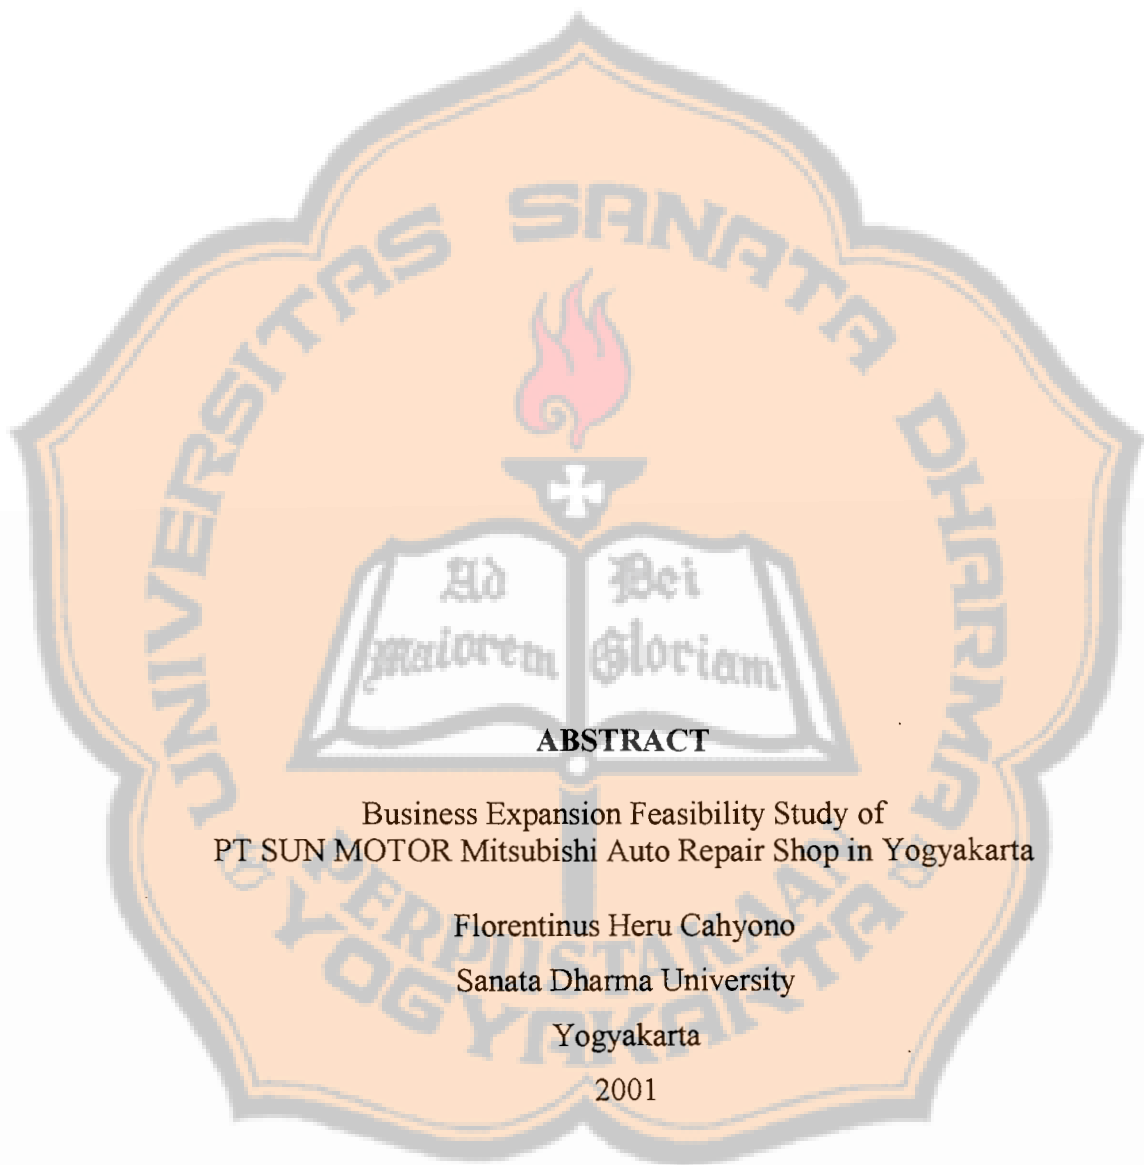 UNIVERSITAS SANATA DHARMA
Ad Dei
Maiorem Gloriam
ABSTRACT
Business Expansion Feasibility Study of
PT SUN MOTOR Mitsubishi Auto Repair Shop in Yogyakarta
Florentinus Heru Cahyono
Sanata Dharma University
Yogyakarta
2001
PERPUSTAKAAN
YOGYAKARTA